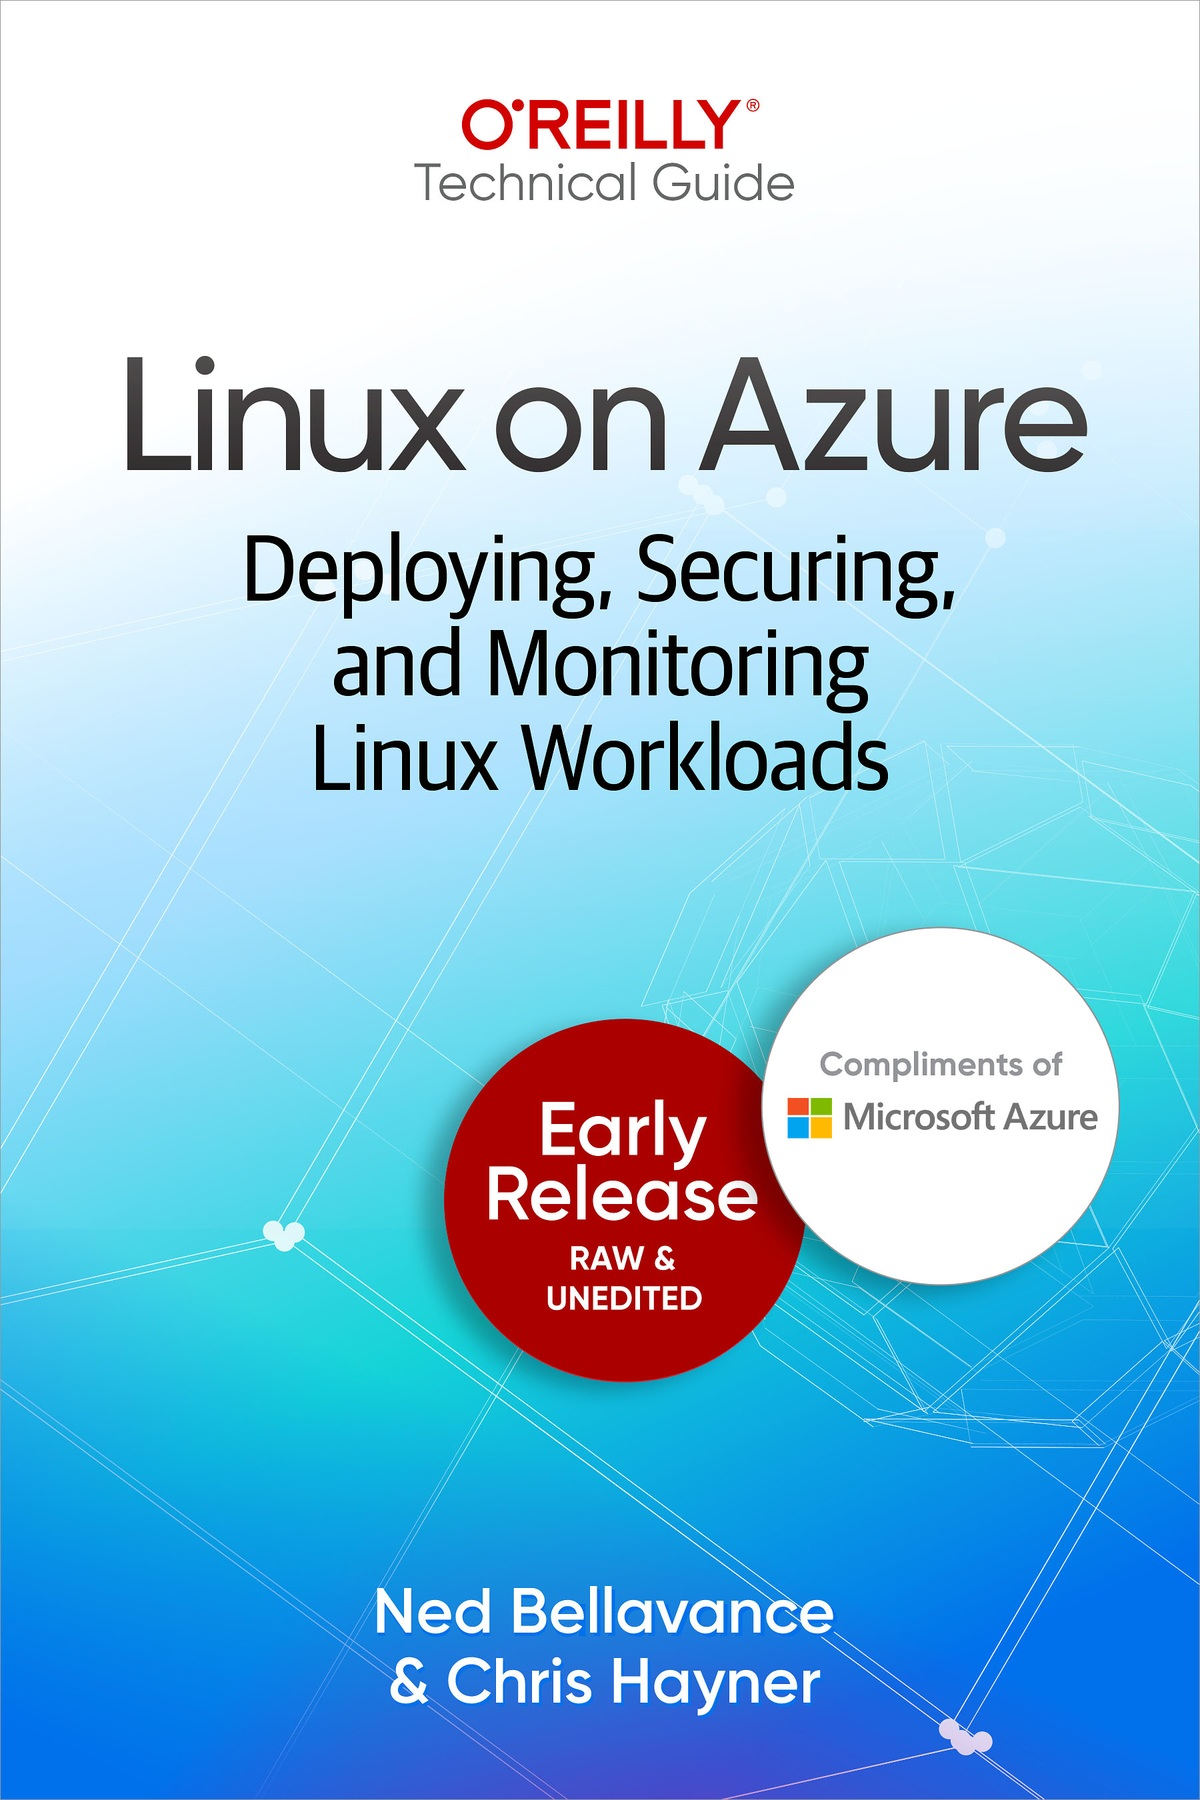 O'REILLY®
Technical Guide
Linux on Azure
Deploying, Securing,
and Monitoring
Linux Workloads
Early
Release
RAW &
UNEDITED
Compliments of
Microsoft Azure
Ned Bellavance
& Chris Hayner